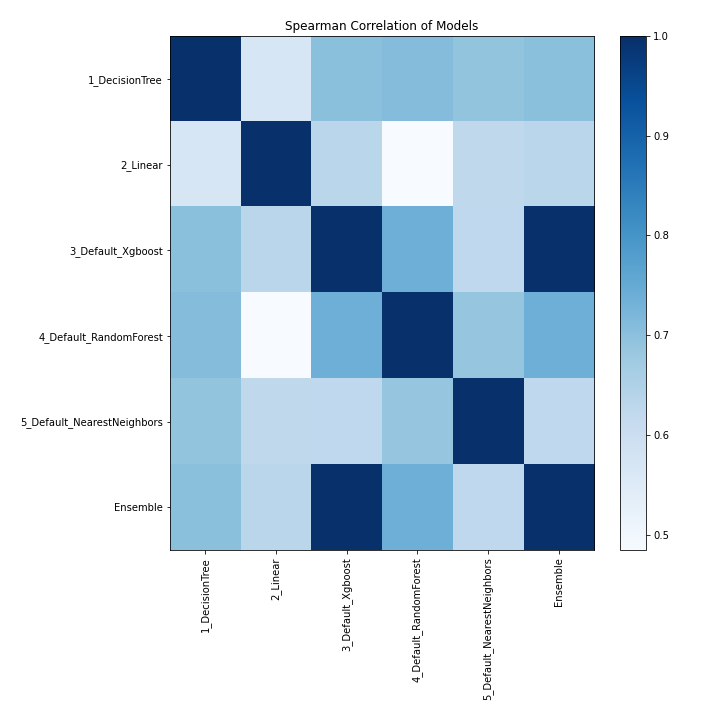 Spearman Correlation of Models
1_DecisionTree
2_Linear
3_Default_Xgboost
4_Default_RandomForest
5_Default_NearestNeighbors
Ensemble
1_DecisionTree
2_Linear
3_Default_Xgboost
4_Default_RandomForest
5_Default_NearestNeighbors
Ensemble
1.0
0.9
0.8
0.7
0.6
0.5